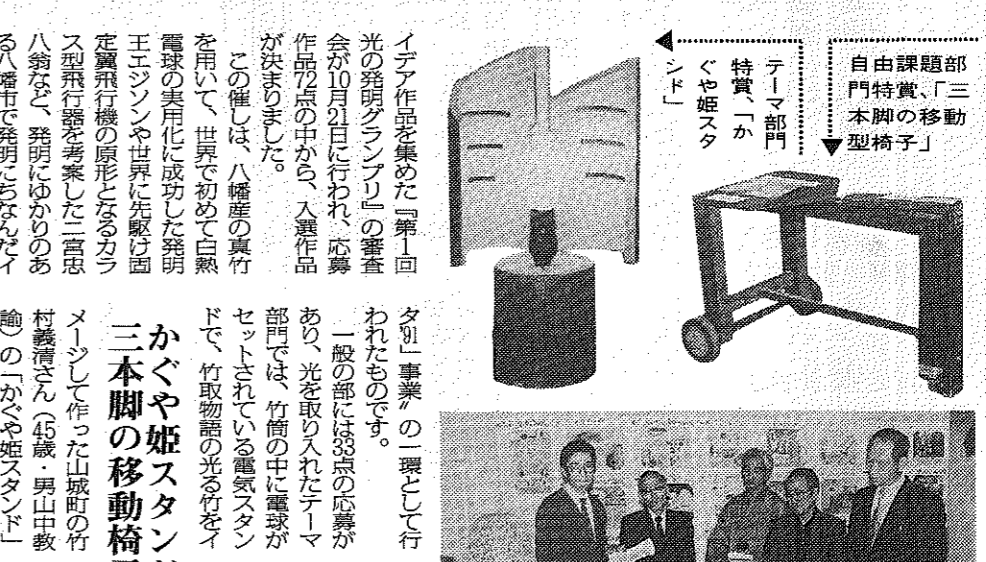 自由課題部
門特賞、「三
本脚の移動
型椅子」
テーマ部門
特賞、「か
ぐや姫スタ
ンド」
イデア作品を集めた『第1回
光の発明グランプリ』の審査
会が10月21日に行われ、応募
作品72点の中から、入選作品
が決まりました。
この催しは、八幡産の真竹
を用いて、世界で初めて白熱
電球の実用化に成功した発明
王エジソンや世界に先駆け固
定翼飛行機の原形となるカラ
ス型飛行器を考案した二宮忠
八翁など、発明にゆかりのあ
る八幡市で発明にちなんだイ
タ'91」事業〟の一環として行
われたものです。
一般の部には33点の応募が
あり、光を取り入れたテーマ
部門では、竹筒の中に電球が
セットされている電気スタン
ドで、竹取物語の光る竹をイ
かぐや姫スタン
三本脚の移動椅
メージして作った山城町の竹
村義清さん(45歳・男山中教
諭)の「かぐや姫スタンド」